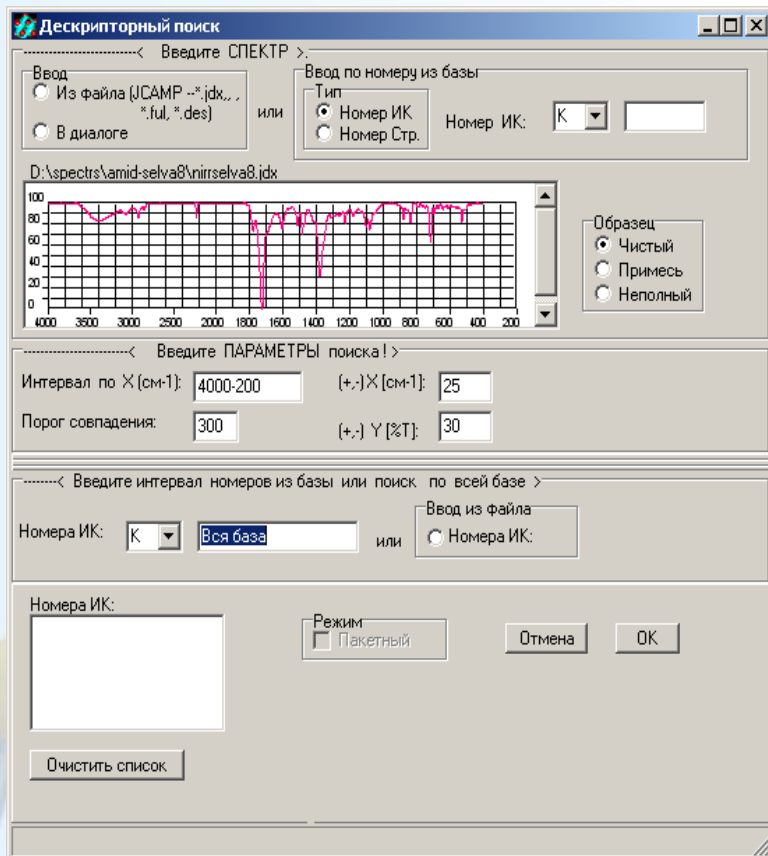 Дескрипторный поиск
--------------------------< Введите СПЕКТР >.
Ввод
Из файла (JCAMP --*.jdx,, ,
*.ful, *.des)
В диалоге
или
Ввод по номеру из базы
Тип
Номер ИК
Номер Стр.
Номер ИК:
К
D:\spectrs\amid-selva8\nirrselva8.jdx
100
80
60
40
20
0
4000 3500 3000 2500 2000 1800 1600 1400 1200 1000 800 600 400 200
Образец
Чистый
Примесь
Неполный
------------------------< Введите ПАРАМЕТРЫ поиска! >
Интервал по X (см-1): 4000-200 (+,-) X [см-1]: 25
Порог совпадения: 300 (+,-) Y [%T]: 30
--------< Введите интервал номеров из базы или поиск по всей базе >
Номера ИК: К Вся база или
Ввод из файла
Номера ИК:
Номера ИК:
Режим
Пакетный
Отмена
OK
Очистить список